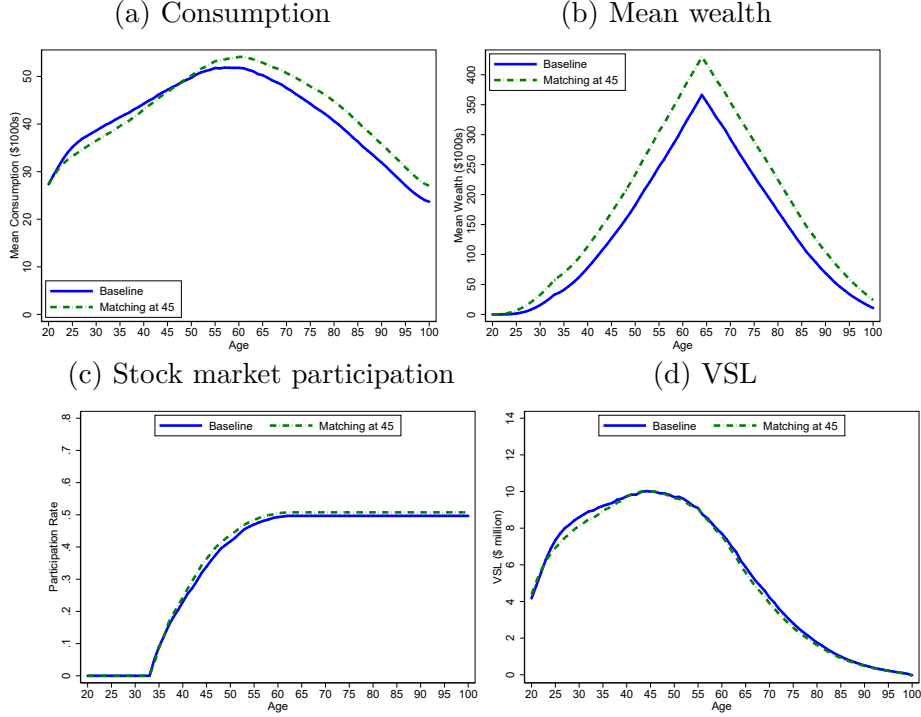 (a) Consumption
Mean Consumption ($1000s)
0 10 20 30 40 50
Baseline
Matching at 45
20 25 30 35 40 45 50 55 60 65 70 75 80 85 90 95 100
Age
(b) Mean wealth
Mean Wealth ($1000s)
0 50 100 150 200 250 300 350 400
Baseline
Matching at 45
20 25 30 35 40 45 50 55 60 65 70 75 80 85 90 95 100
Age
(c) Stock market participation
Participation Rate
0 .1 .2 .3 .4 .5 .6 .8
Baseline Matching at 45
20 25 30 35 40 45 50 55 60 65 70 75 80 85 90 95 100
Age
(d) VSL
VSL ($ million)
0 2 4 6 8 10 12 14
Baseline Matching at 45
20 25 30 35 40 45 50 55 60 65 70 75 80 85 90 95 100
Age